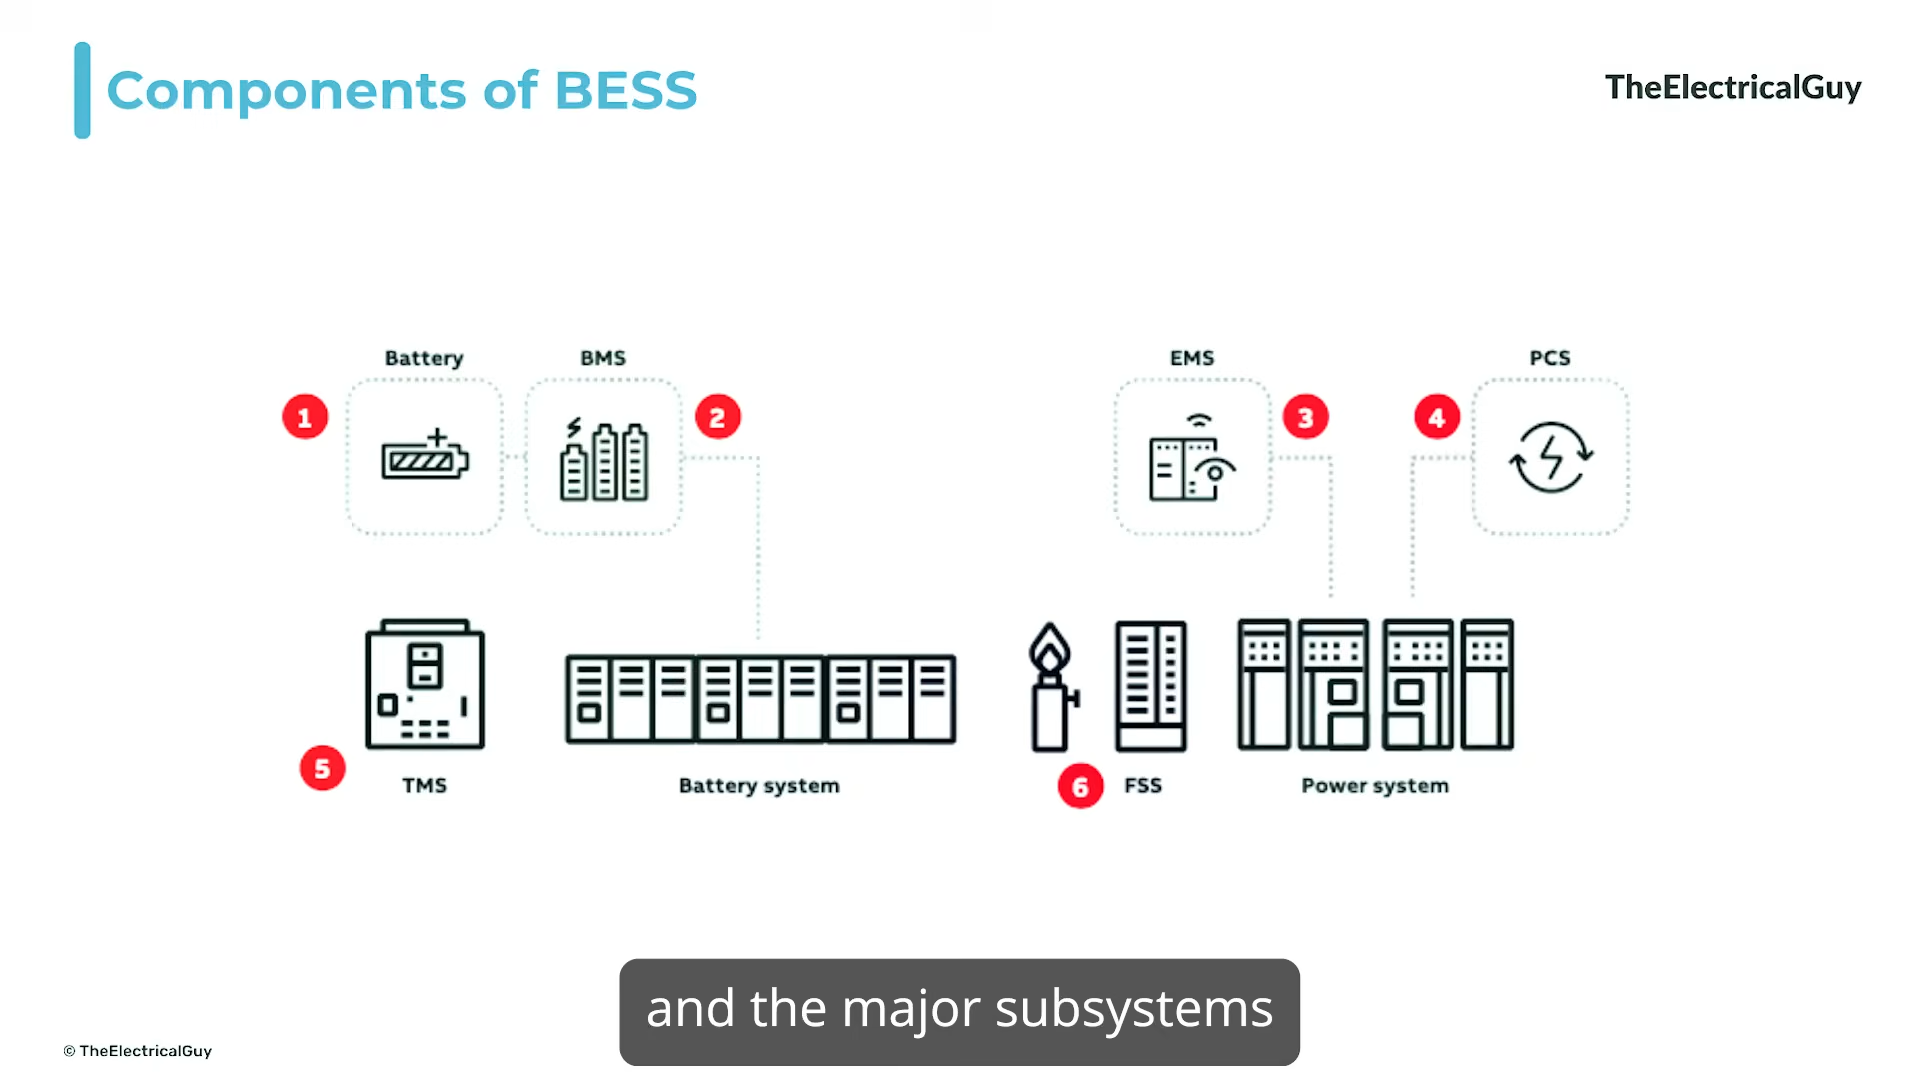 Components of BESS
TheElectricalGuy
Battery
BMS
EMS
PCS
1
2
3
4
5
TMS
Battery system
6
FSS
Power system
and the major subsystems
© TheElectricalGuy